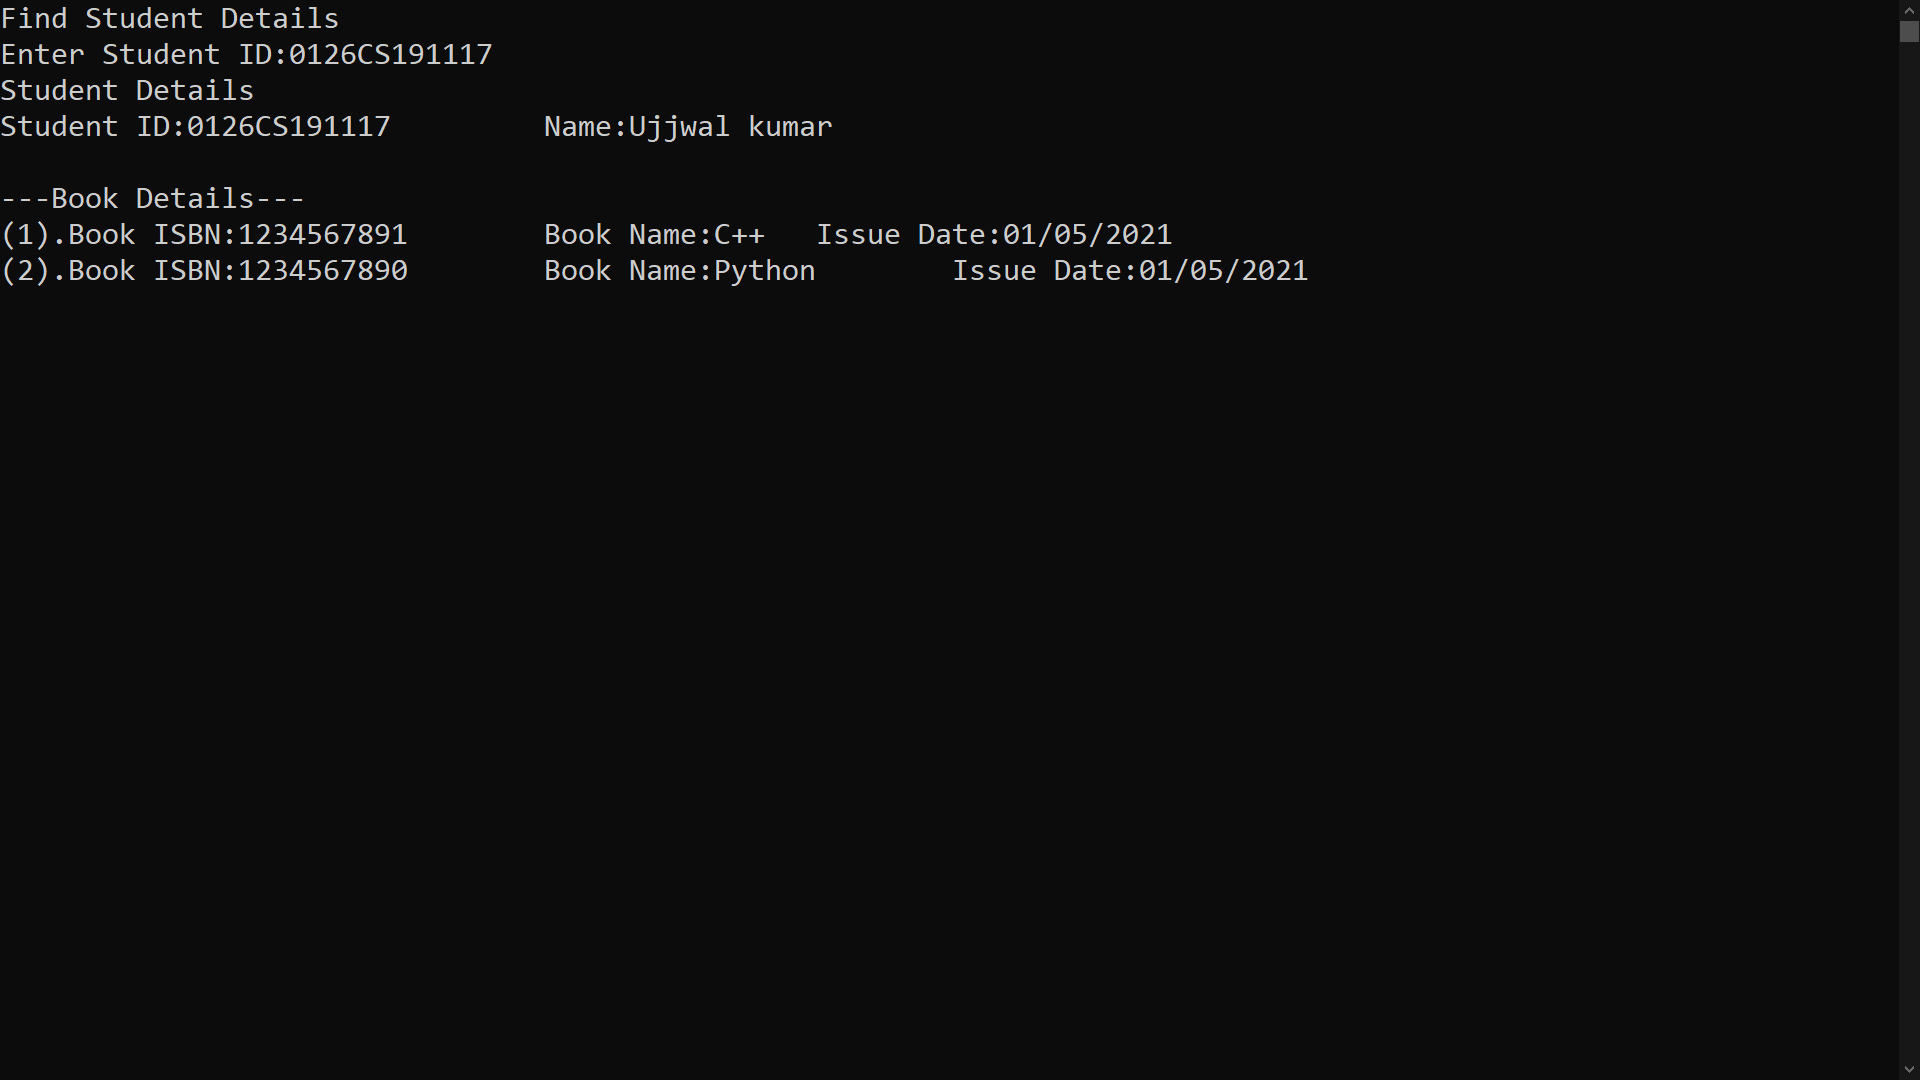 Find Student Details
Enter Student ID:0126CS191117
Student Details
Student ID:0126CS191117         Name:Ujjwal kumar
---Book Details---
(1).Book ISBN:1234567891        Book Name:C++   Issue Date:01/05/2021
(2).Book ISBN:1234567890        Book Name:Python        Issue Date:01/05/2021